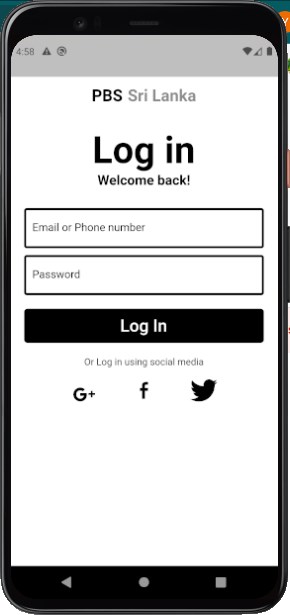 4:58
PBS Sri Lanka
Log in
Welcome back!
Email or Phone number
Password
Log In
Or Log in using social media
G+ f